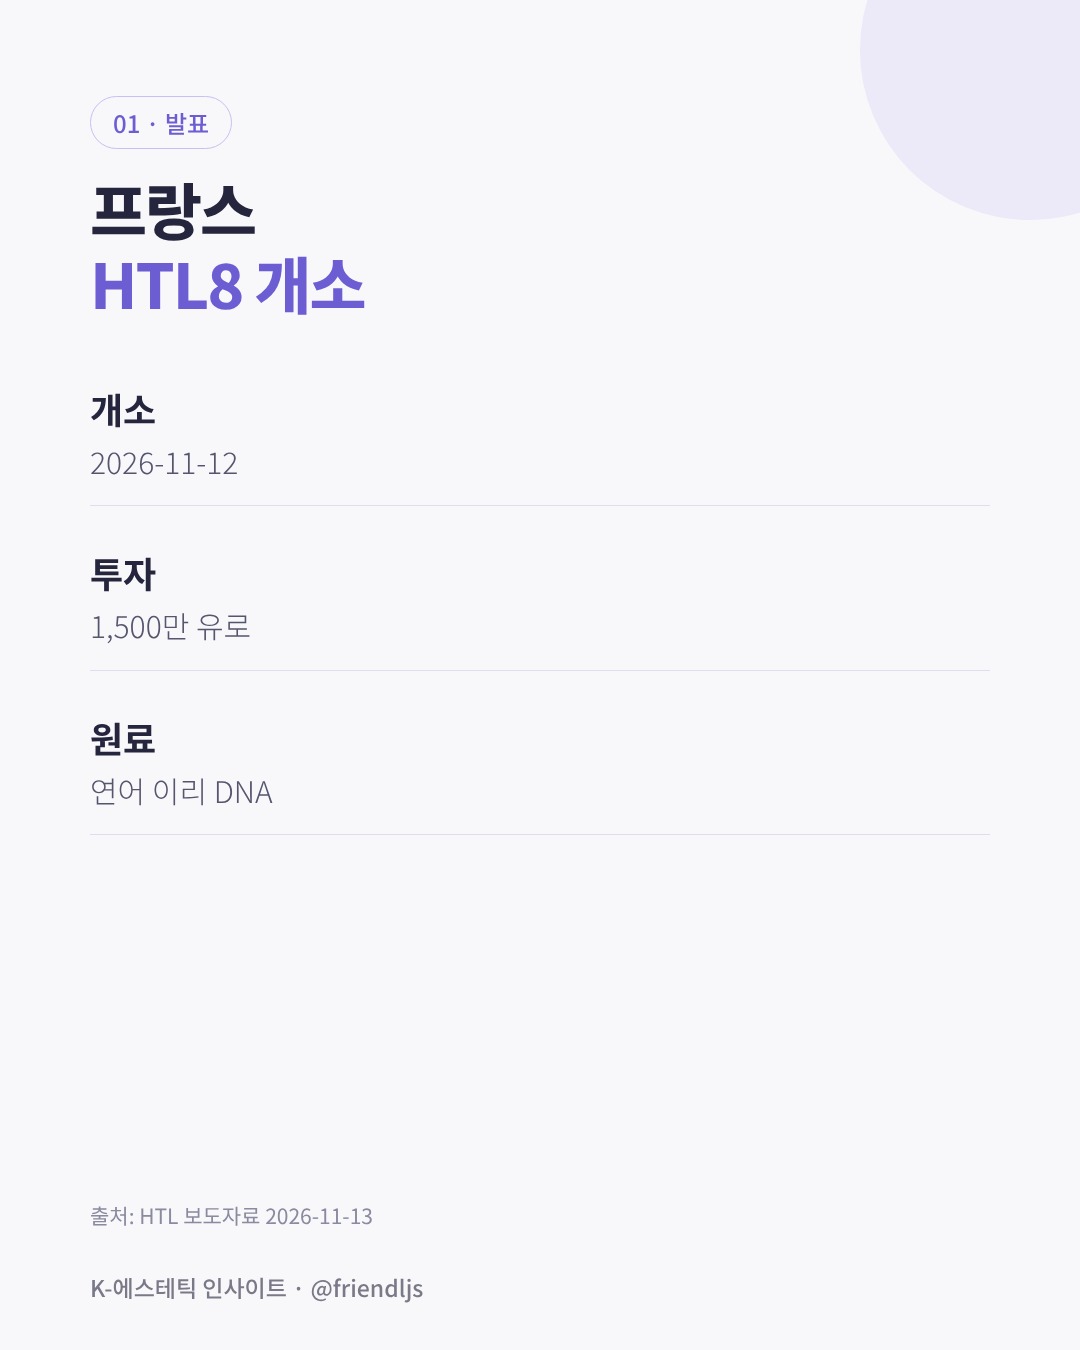 01 · 발표
프랑스
HTL8 개소
개소
2026-11-12
투자
1,500만 유로
원료
연어 이리 DNA
출처: HTL 보도자료 2026-11-13
K-에스테틱 인사이트 · @friendljs